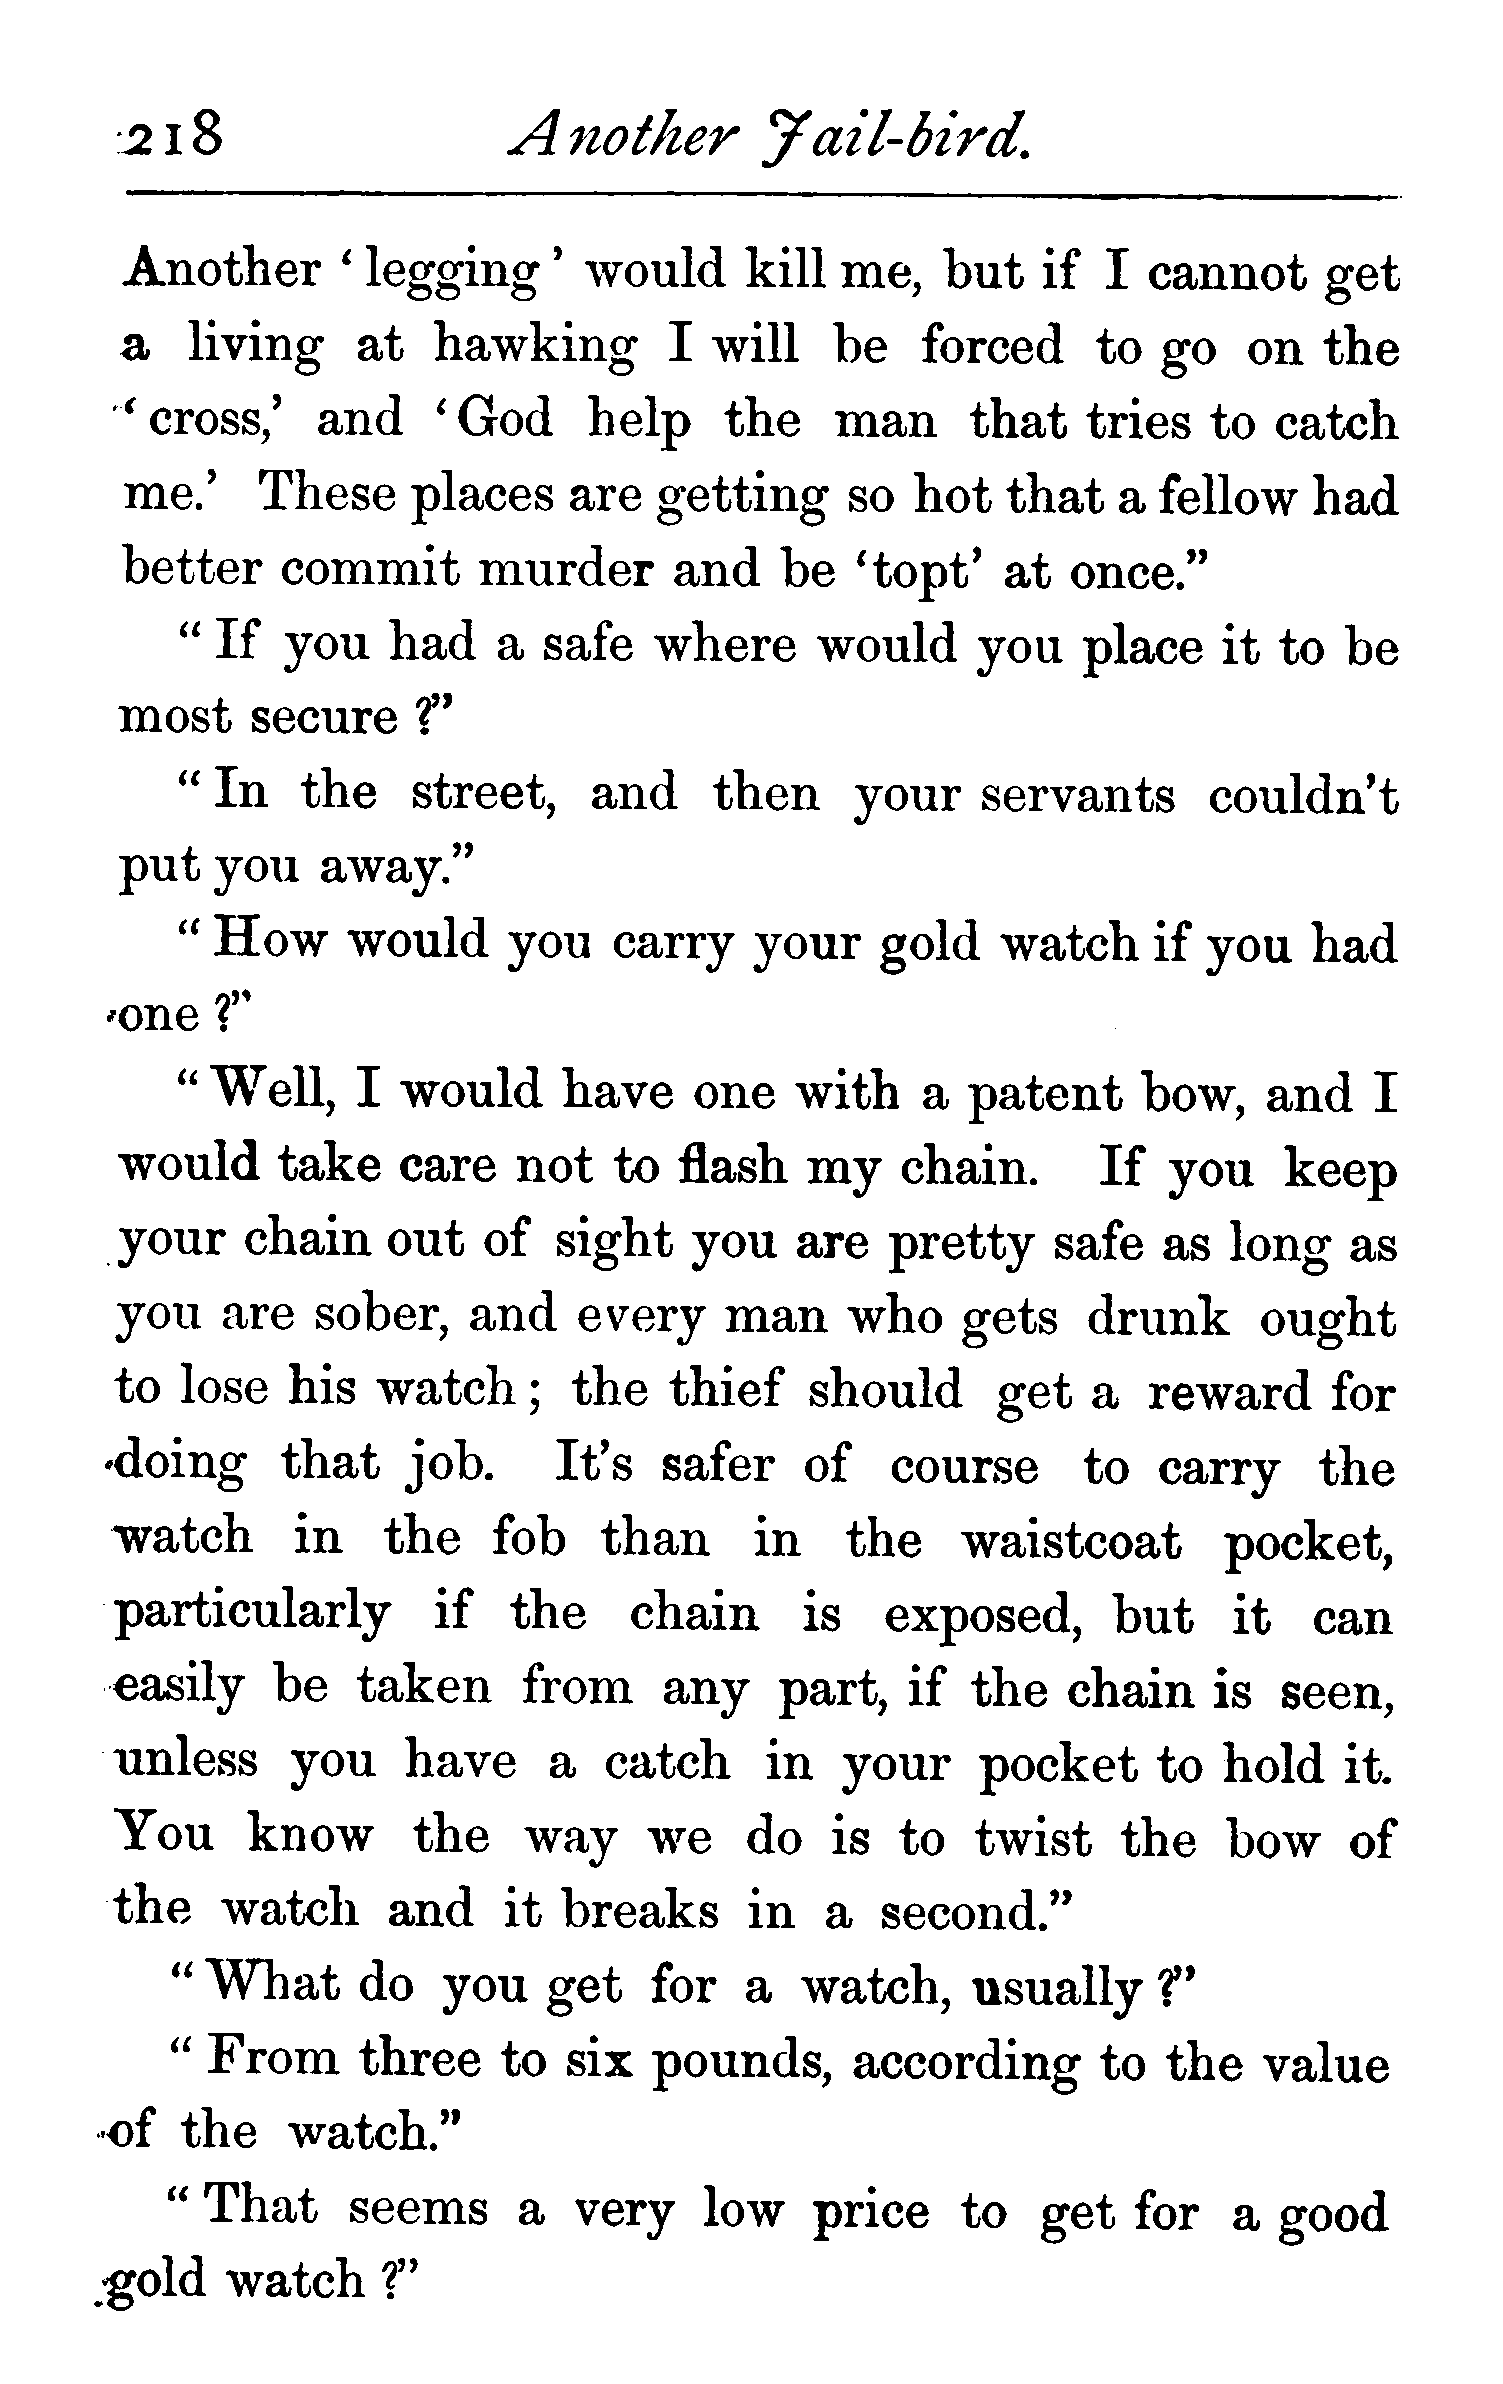 218 Another Jail-bird.
Another ‘legging’ would kill me, but if I cannot get
a living at hawking I will be forced to go on the
‘cross,’ and ‘God help the man that tries to catch
me.’ These places are getting so hot that a fellow had
better commit murder and be ‘topt’ at once.”
“If you had a safe where would you place it to be
most secure?”
“In the street, and then your servants couldn't
put you away.”
“How would you carry your gold watch if you had
one?”
“Well, I would have one with a patent bow, and I
would take care not to flash my chain. If you keep
your chain out of sight you are pretty safe as long as
you are sober, and every man who gets drunk ought
to lose his watch; the thief should get a reward for
doing that job. It's safer of course to carry the
watch in the fob than in the waistcoat pocket,
particularly if the chain is exposed, but it can
easily be taken from any part, if the chain is seen,
unless you have a catch in your pocket to hold it.
You know the way we do is to twist the bow of
the watch and it breaks in a second.”
“What do you get for a watch, usually?”
“From three to six pounds, according to the value
of the watch.”
“That seems a very low price to get for a good
gold watch?”